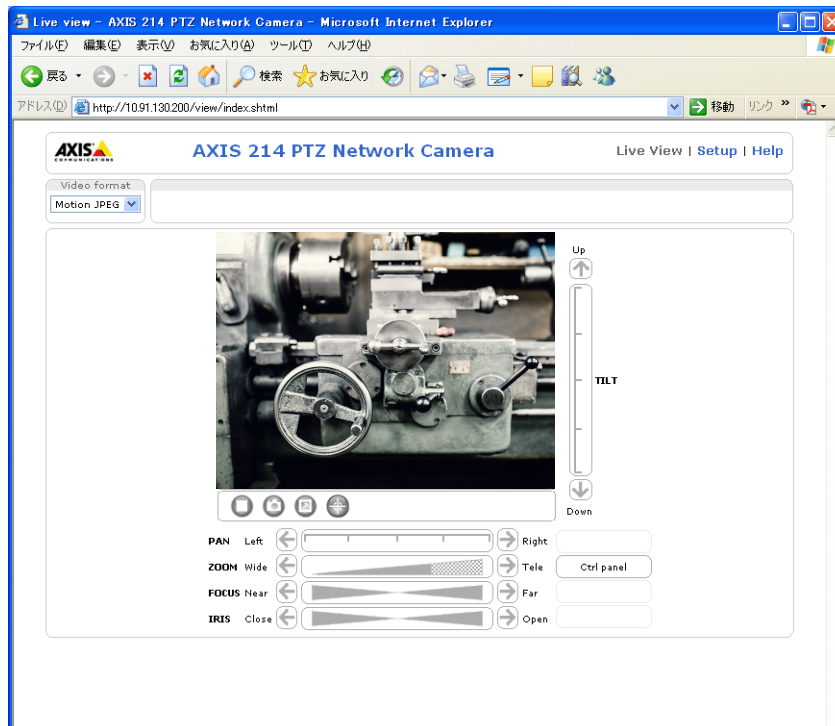 Live view - AXIS 214 PTZ Network Camera - Microsoft Internet Explorer
ファイル(F) 編集(E) 表示(V) お気に入り(A) ツール(T) ヘルプ(H)
戻る 検索 お気に入り
アドレス(D) http://10.91.130.200/view/index.shtml 移動 リンク »
AXIS COMMUNICATIONS
AXIS 214 PTZ Network Camera
Live View | Setup | Help
Video format
Motion JPEG
Up
TILT
Down
PAN Left Right
ZOOM Wide Tele Ctrl panel
FOCUS Near Far
IRIS Close Open